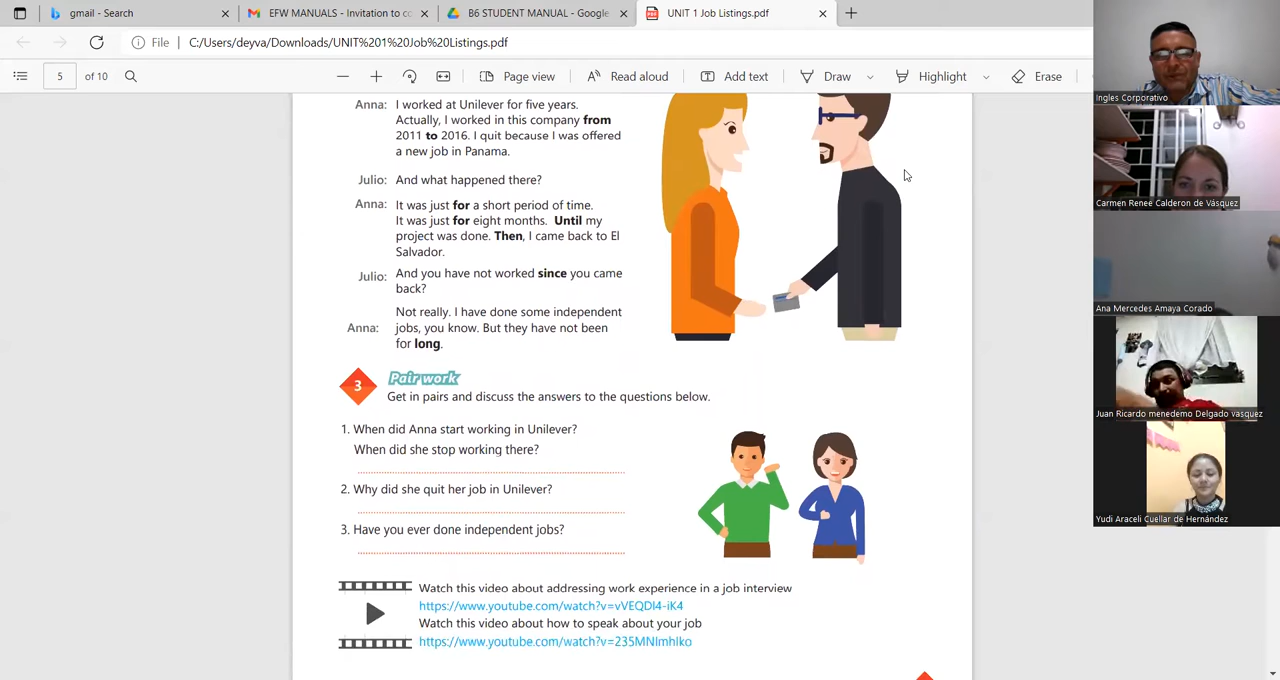 gmail - Search
EFW MANUALS - Invitation to co
B6 STUDENT MANUAL - Google
UNIT 1 Job Listings.pdf
File
C:/Users/deyva/Downloads/UNIT%201%20Job%20Listings.pdf
5
of 10
Page view
Read aloud
Add text
Draw
Highlight
Erase
Anna: I worked at Unilever for five years.
Actually, I worked in this company from
2011 to 2016. I quit because I was offered
a new job in Panama.
Julio: And what happened there?
Anna: It was just for a short period of time.
It was just for eight months. Until my
project was done. Then, I came back to El
Salvador.
Julio: And you have not worked since you came
back?
Not really. I have done some independent
Anna: jobs, you know. But they have not been
for long.
3 Pair work
Get in pairs and discuss the answers to the questions below.
1. When did Anna start working in Unilever?
When did she stop working there?
2. Why did she quit her job in Unilever?
3. Have you ever done independent jobs?
Watch this video about addressing work experience in a job interview
https://www.youtube.com/watch?v=vVEQDI4-iK4
Watch this video about how to speak about your job
https://www.youtube.com/watch?v=235MNImhIko
Ingles Corporativo
Carmen Renee Calderon de Vásquez
Ana Mercedes Amaya Corado
Juan Ricardo menedemo Delgado vasquez
Yudi Araceli Cuellar de Hernández